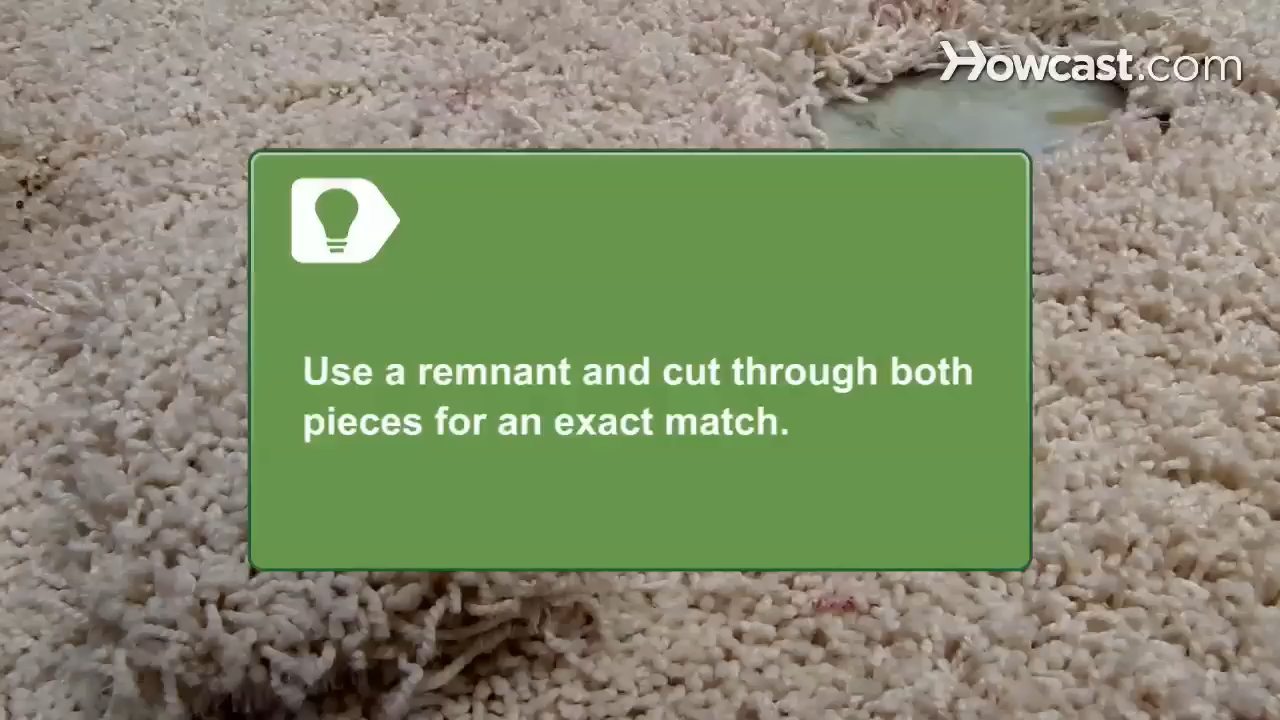 Howcast.com
Use a remnant and cut through both
pieces for an exact match.